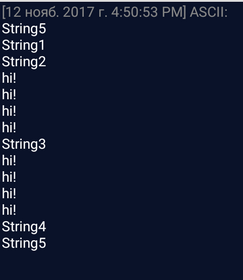 [12 нояб. 2017 г. 4:50:53 PM] ASCII:
String5
String1
String2
hi!
hi!
hi!
hi!
String3
hi!
hi!
hi!
hi!
String4
String5